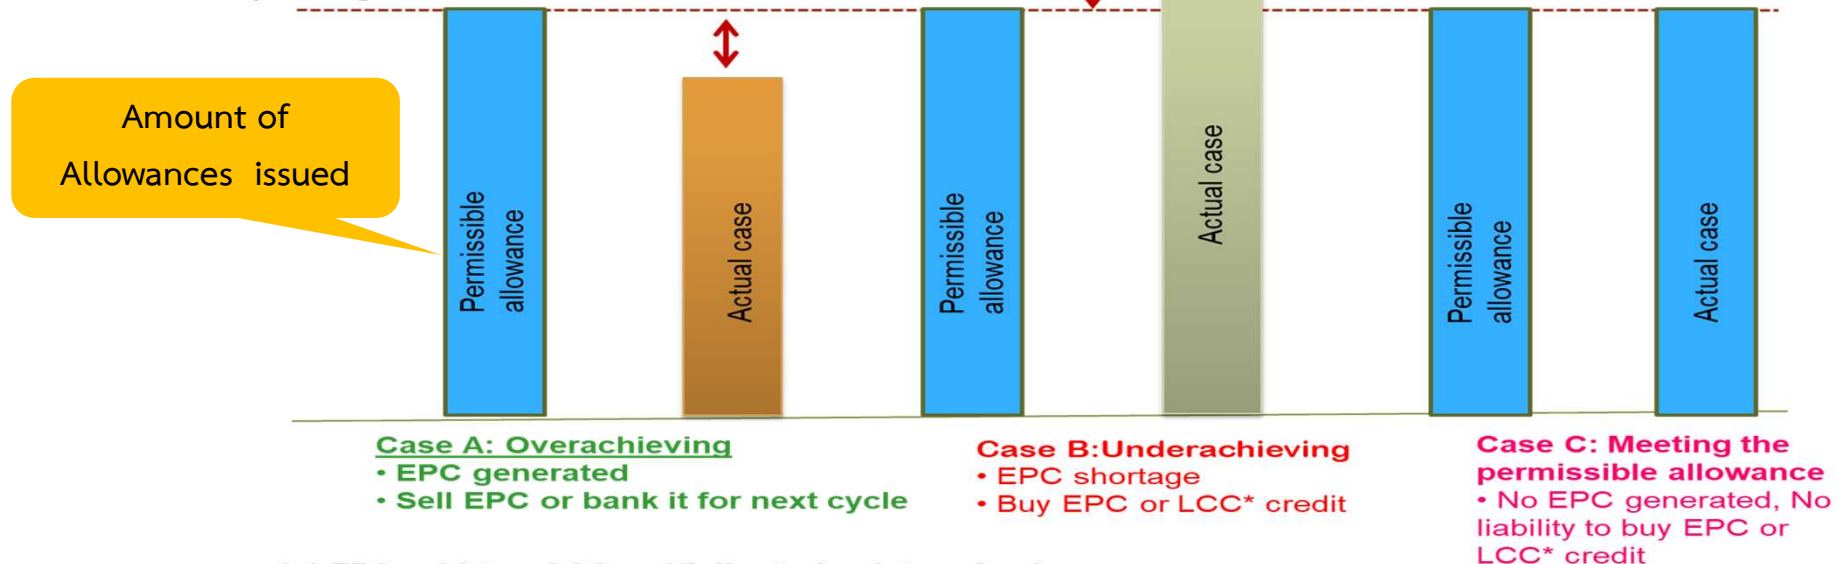 Amount of
Allowances issued
Permissible
allowance
Actual case
Permissible
allowance
Actual case
Permissible
allowance
Actual case
Case A: Overachieving
• EPC generated
• Sell EPC or bank it for next cycle
Case B:Underachieving
• EPC shortage
• Buy EPC or LCC* credit
Case C: Meeting the
permissible allowance
• No EPC generated, No
liability to buy EPC or
LCC* credit